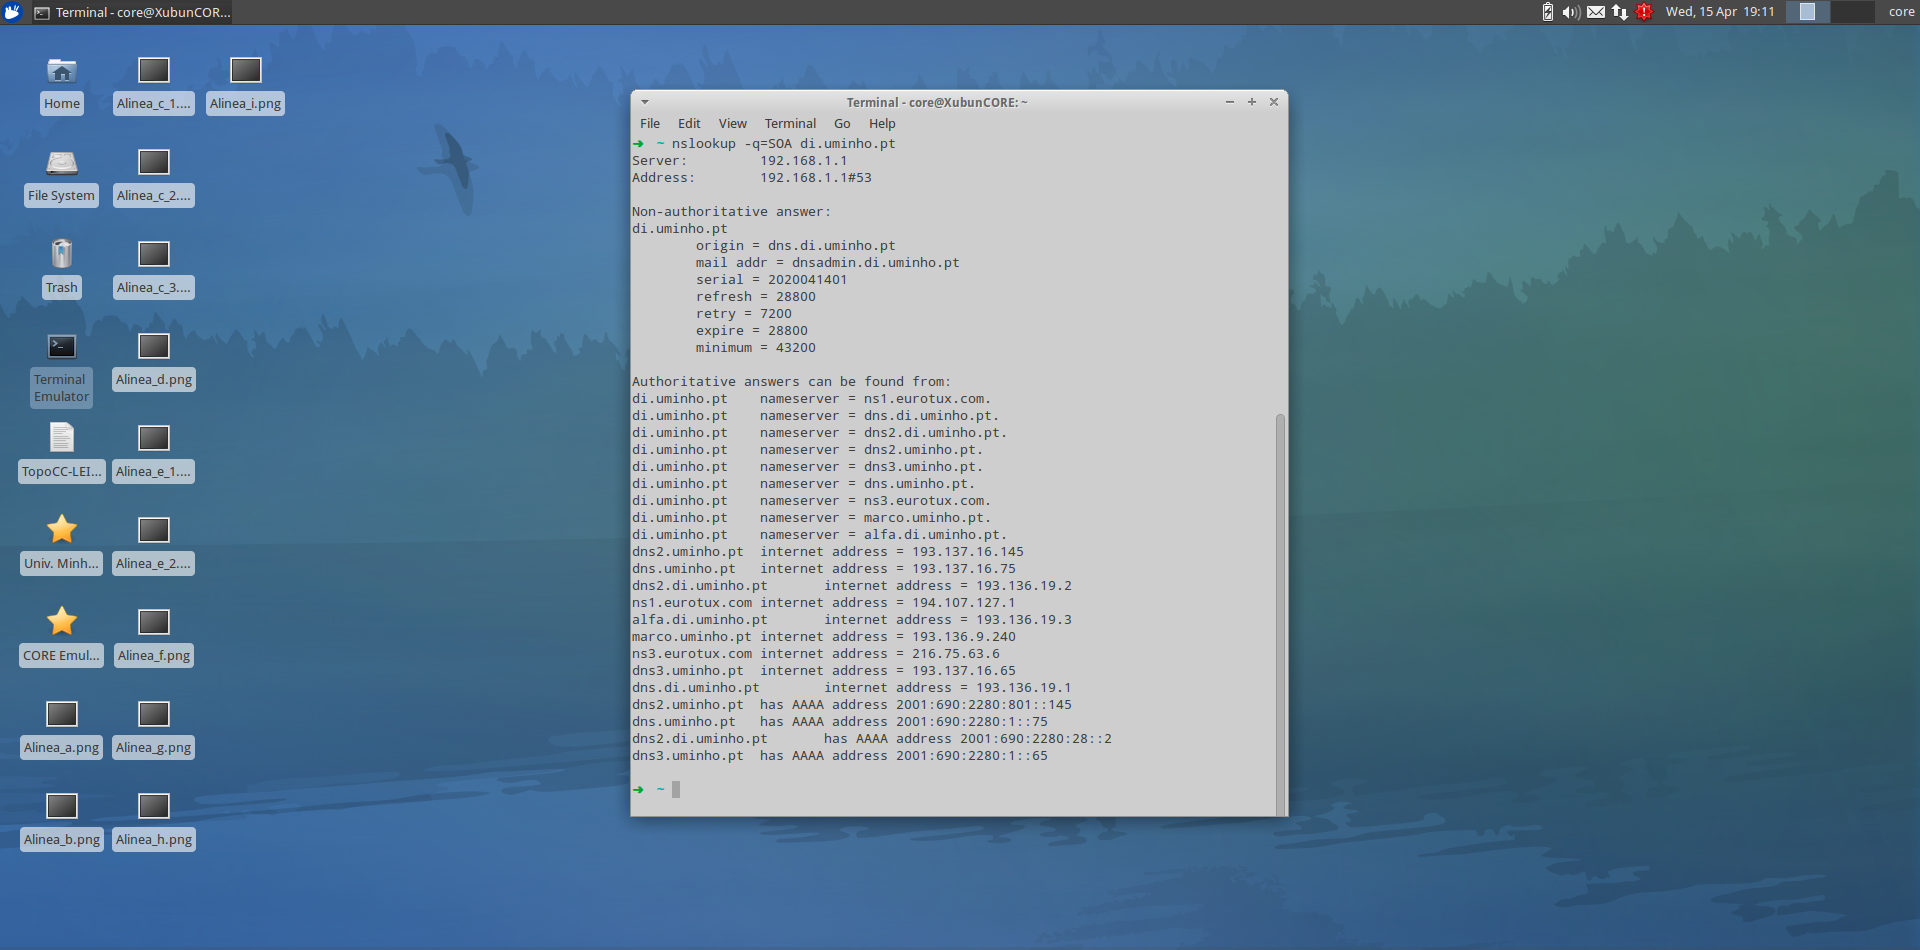 Terminal - core@XubunCOR...
Wed, 15 Apr 19:11
core
Home
Alinea_c_1....
Alinea_i.png
File System
Alinea_c_2....
Trash
Alinea_c_3....
Terminal
Emulator
Alinea_d.png
TopoCC-LEI...
Alinea_e_1....
Univ. Minh...
Alinea_e_2....
CORE Emul...
Alinea_f.png
Alinea_a.png
Alinea_g.png
Alinea_b.png
Alinea_h.png
Terminal - core@XubunCORE: ~
File Edit View Terminal Go Help
➜ ~ nslookup -q=SOA di.uminho.pt
Server: 192.168.1.1
Address: 192.168.1.1#53
Non-authoritative answer:
di.uminho.pt
origin = dns.di.uminho.pt
mail addr = dnsadmin.di.uminho.pt
serial = 2020041401
refresh = 28800
retry = 7200
expire = 28800
minimum = 43200
Authoritative answers can be found from:
di.uminho.pt nameserver = ns1.eurotux.com.
di.uminho.pt nameserver = dns.di.uminho.pt.
di.uminho.pt nameserver = dns2.di.uminho.pt.
di.uminho.pt nameserver = dns2.uminho.pt.
di.uminho.pt nameserver = dns3.uminho.pt.
di.uminho.pt nameserver = dns.uminho.pt.
di.uminho.pt nameserver = ns3.eurotux.com.
di.uminho.pt nameserver = marco.uminho.pt.
di.uminho.pt nameserver = alfa.di.uminho.pt.
dns2.uminho.pt internet address = 193.137.16.145
dns.uminho.pt internet address = 193.137.16.75
dns2.di.uminho.pt internet address = 193.136.19.2
ns1.eurotux.com internet address = 194.107.127.1
alfa.di.uminho.pt internet address = 193.136.19.3
marco.uminho.pt internet address = 193.136.9.240
ns3.eurotux.com internet address = 216.75.63.6
dns3.uminho.pt internet address = 193.137.16.65
dns.di.uminho.pt internet address = 193.136.19.1
dns2.uminho.pt has AAAA address 2001:690:2280:801::145
dns.uminho.pt has AAAA address 2001:690:2280:1::75
dns2.di.uminho.pt has AAAA address 2001:690:2280:28::2
dns3.uminho.pt has AAAA address 2001:690:2280:1::65
➜ ~